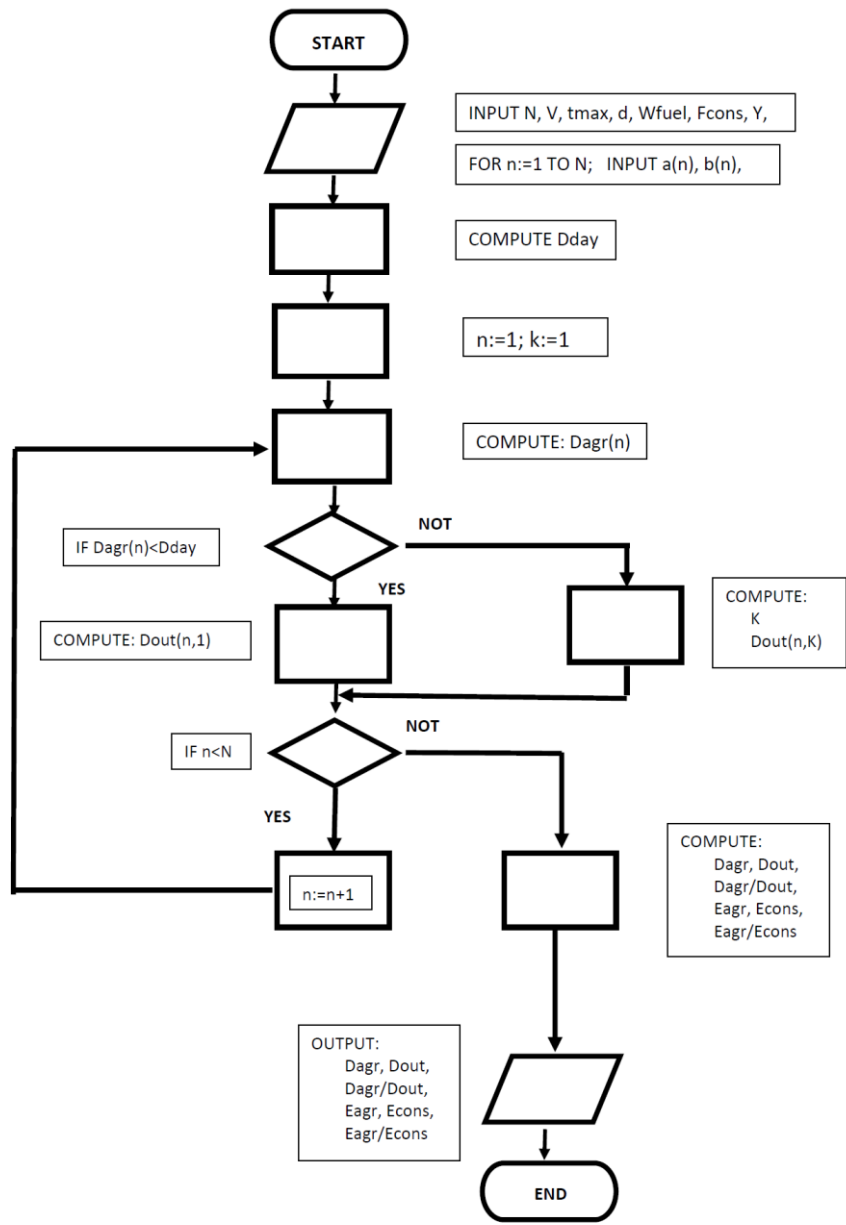 START
INPUT N, V, tmax, d, Wfuel, Fcons, Y,
FOR n:=1 TO N; INPUT a(n), b(n),
COMPUTE Dday
n:=1; k:=1
COMPUTE: Dagr(n)
NOT
IF Dagr(n)<Dday
YES
COMPUTE:
K
Dout(n,K)
COMPUTE: Dout(n,1)
NOT
IF n<N
YES
COMPUTE:
Dagr, Dout,
Dagr/Dout,
Eagr, Econs,
Eagr/Econs
n:=n+1
OUTPUT:
Dagr, Dout,
Dagr/Dout,
Eagr, Econs,
Eagr/Econs
END